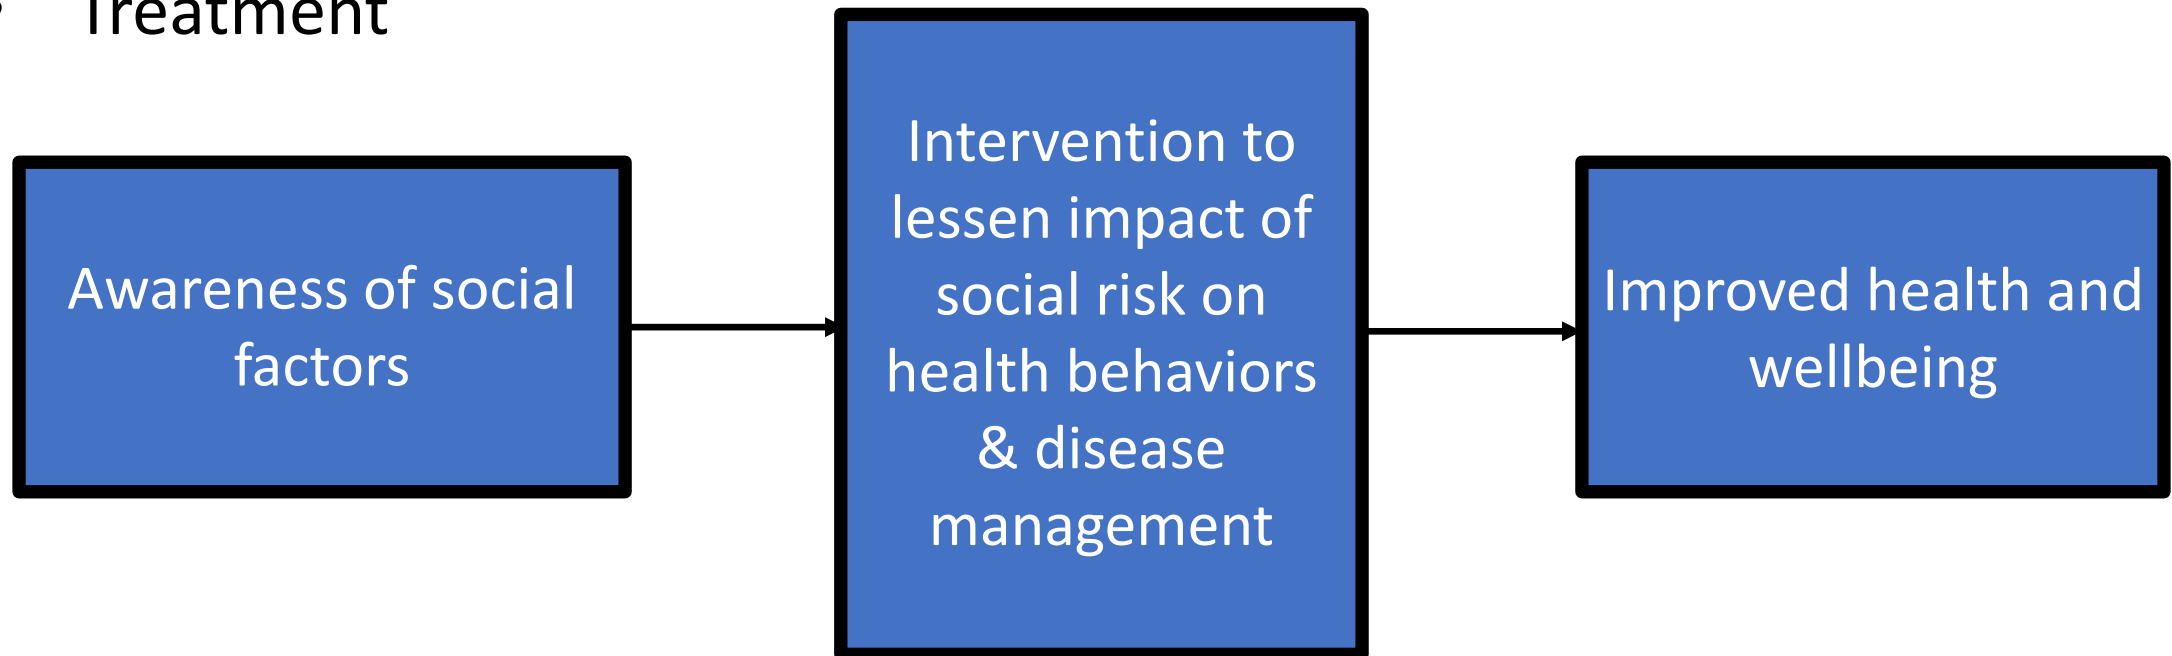 • Treatment
Awareness of social
factors
Intervention to
lessen impact of
social risk on
health behaviors
& disease
management
Improved health and
wellbeing